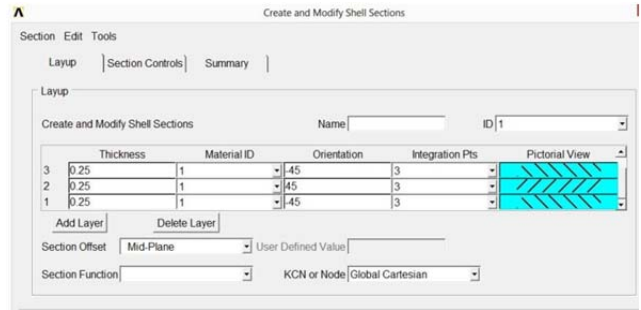 Create and Modify Shell Sections
Section Edit Tools
Layup Section Controls Summary
Layup
Create and Modify Shell Sections Name ID 1
Thickness Material ID Orientation Integration Pts Pictorial View
3 0.25 1 -45 3
2 0.25 1 45 3
1 0.25 1 -45 3
Add Layer Delete Layer
Section Offset Mid-Plane User Defined Value
Section Function KCN or Node Global Cartesian